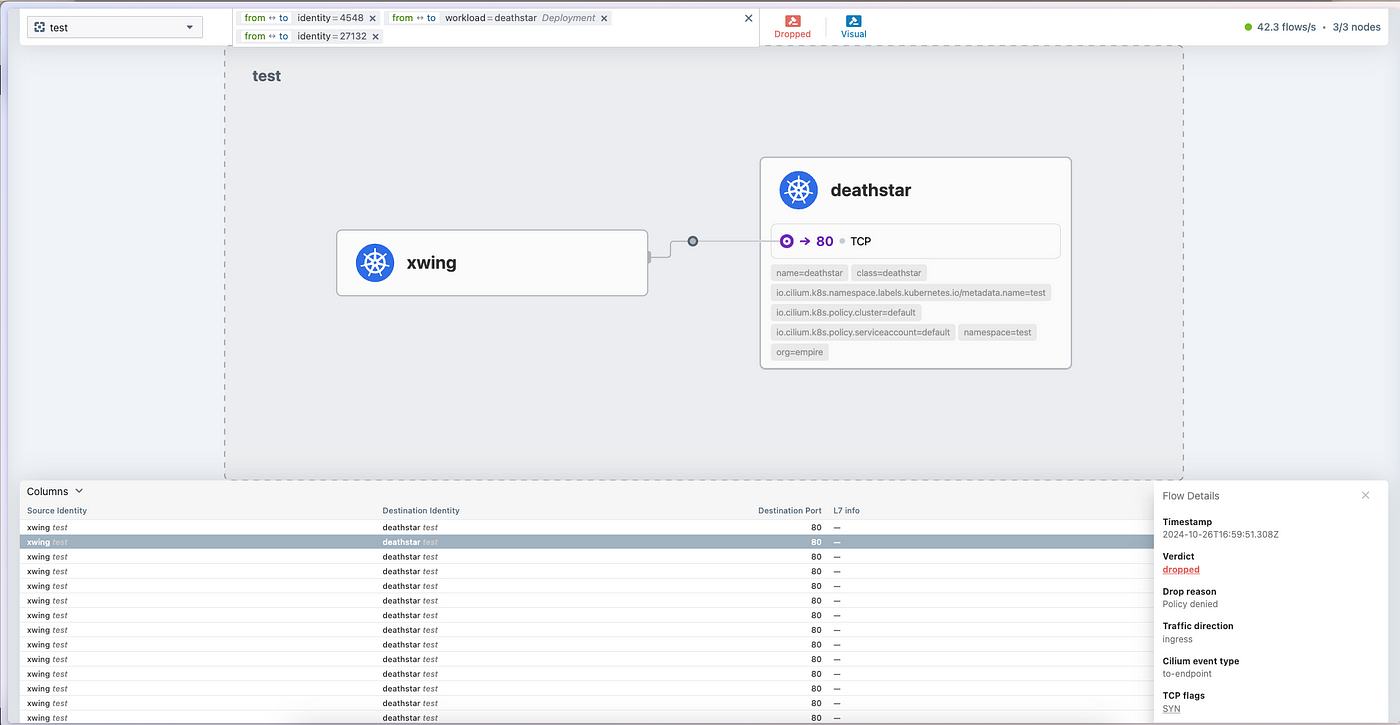 test
from ↔ to identity=4548 ×
from ↔ to workload=deathstar Deployment ×
from ↔ to identity=27132 ×
Dropped
Visual
42.3 flows/s • 3/3 nodes
test
xwing
deathstar
→ 80 • TCP
name=deathstar class=deathstar
io.cilium.k8s.namespace.labels.kubernetes.io/metadata.name=test
io.cilium.k8s.policy.cluster=default
io.cilium.k8s.policy.serviceaccount=default namespace=test
org=empire
Columns
Source Identity Destination Identity Destination Port L7 info
xwing test deathstar test 80 —
xwing test deathstar test 80 —
xwing test deathstar test 80 —
xwing test deathstar test 80 —
xwing test deathstar test 80 —
xwing test deathstar test 80 —
xwing test deathstar test 80 —
xwing test deathstar test 80 —
xwing test deathstar test 80 —
xwing test deathstar test 80 —
xwing test deathstar test 80 —
xwing test deathstar test 80 —
xwing test deathstar test 80 —
xwing test deathstar test 80 —
Flow Details
Timestamp
2024-10-26T16:59:51.308Z
Verdict
dropped
Drop reason
Policy denied
Traffic direction
ingress
Cilium event type
to-endpoint
TCP flags
SYN